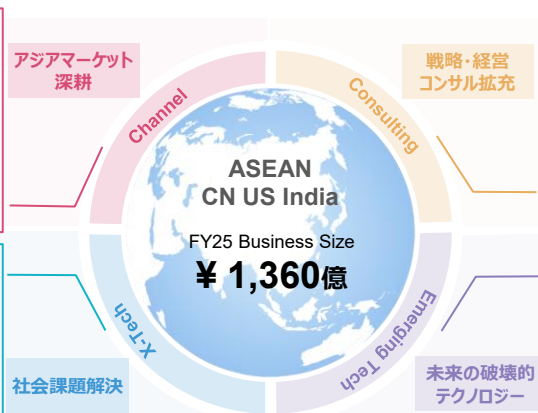 アジアマーケット
深耕
戦略・経営
コンサル拡充
Channel
Consulting
ASEAN
CN US India
FY25 Business Size
¥ 1,360億
X-Tech
Emerging Tech
社会課題解決
未来の破壊的
テクノロジー